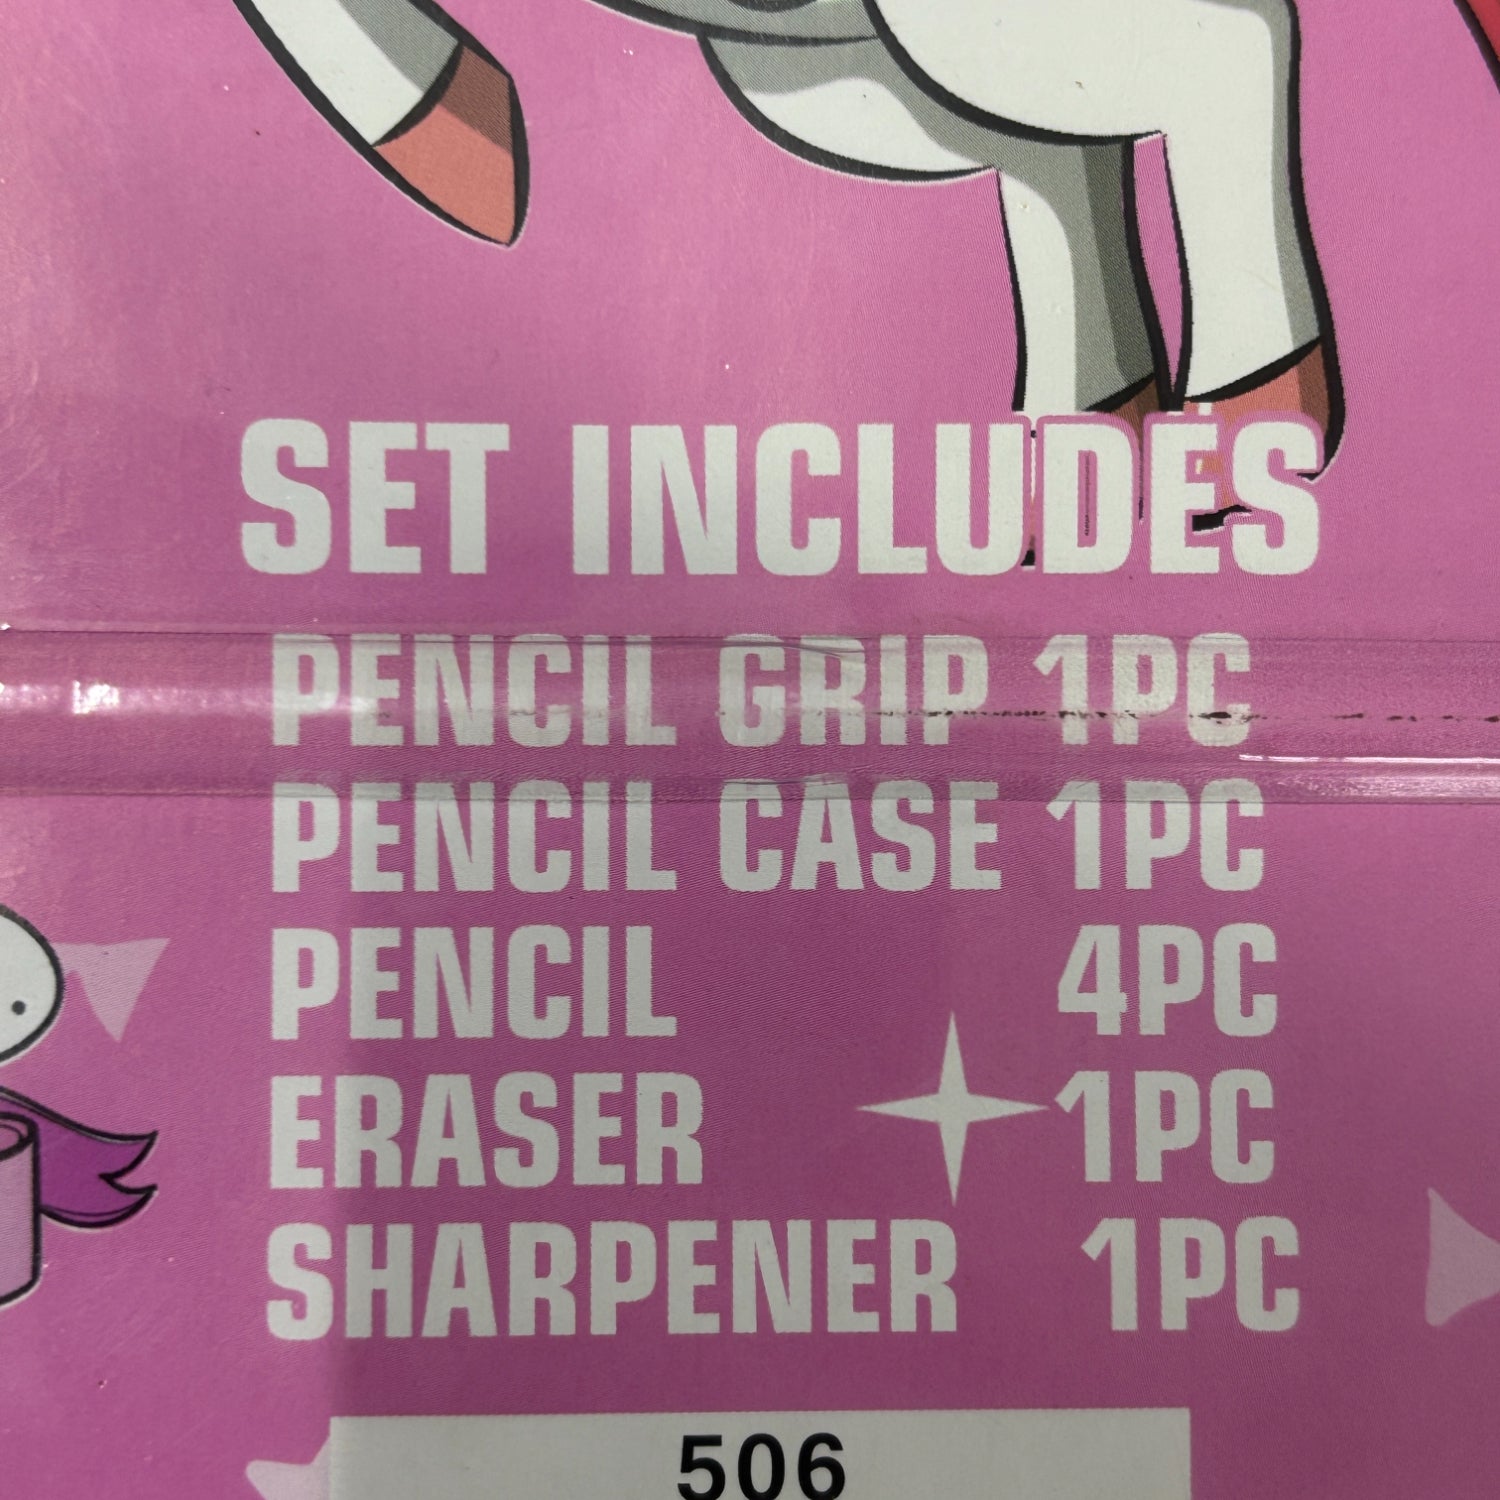 SET INCLUDES
PENCIL GRIP 1PC
PENCIL CASE 1PC
PENCIL 4PC
ERASER 1PC
SHARPENER 1PC
506